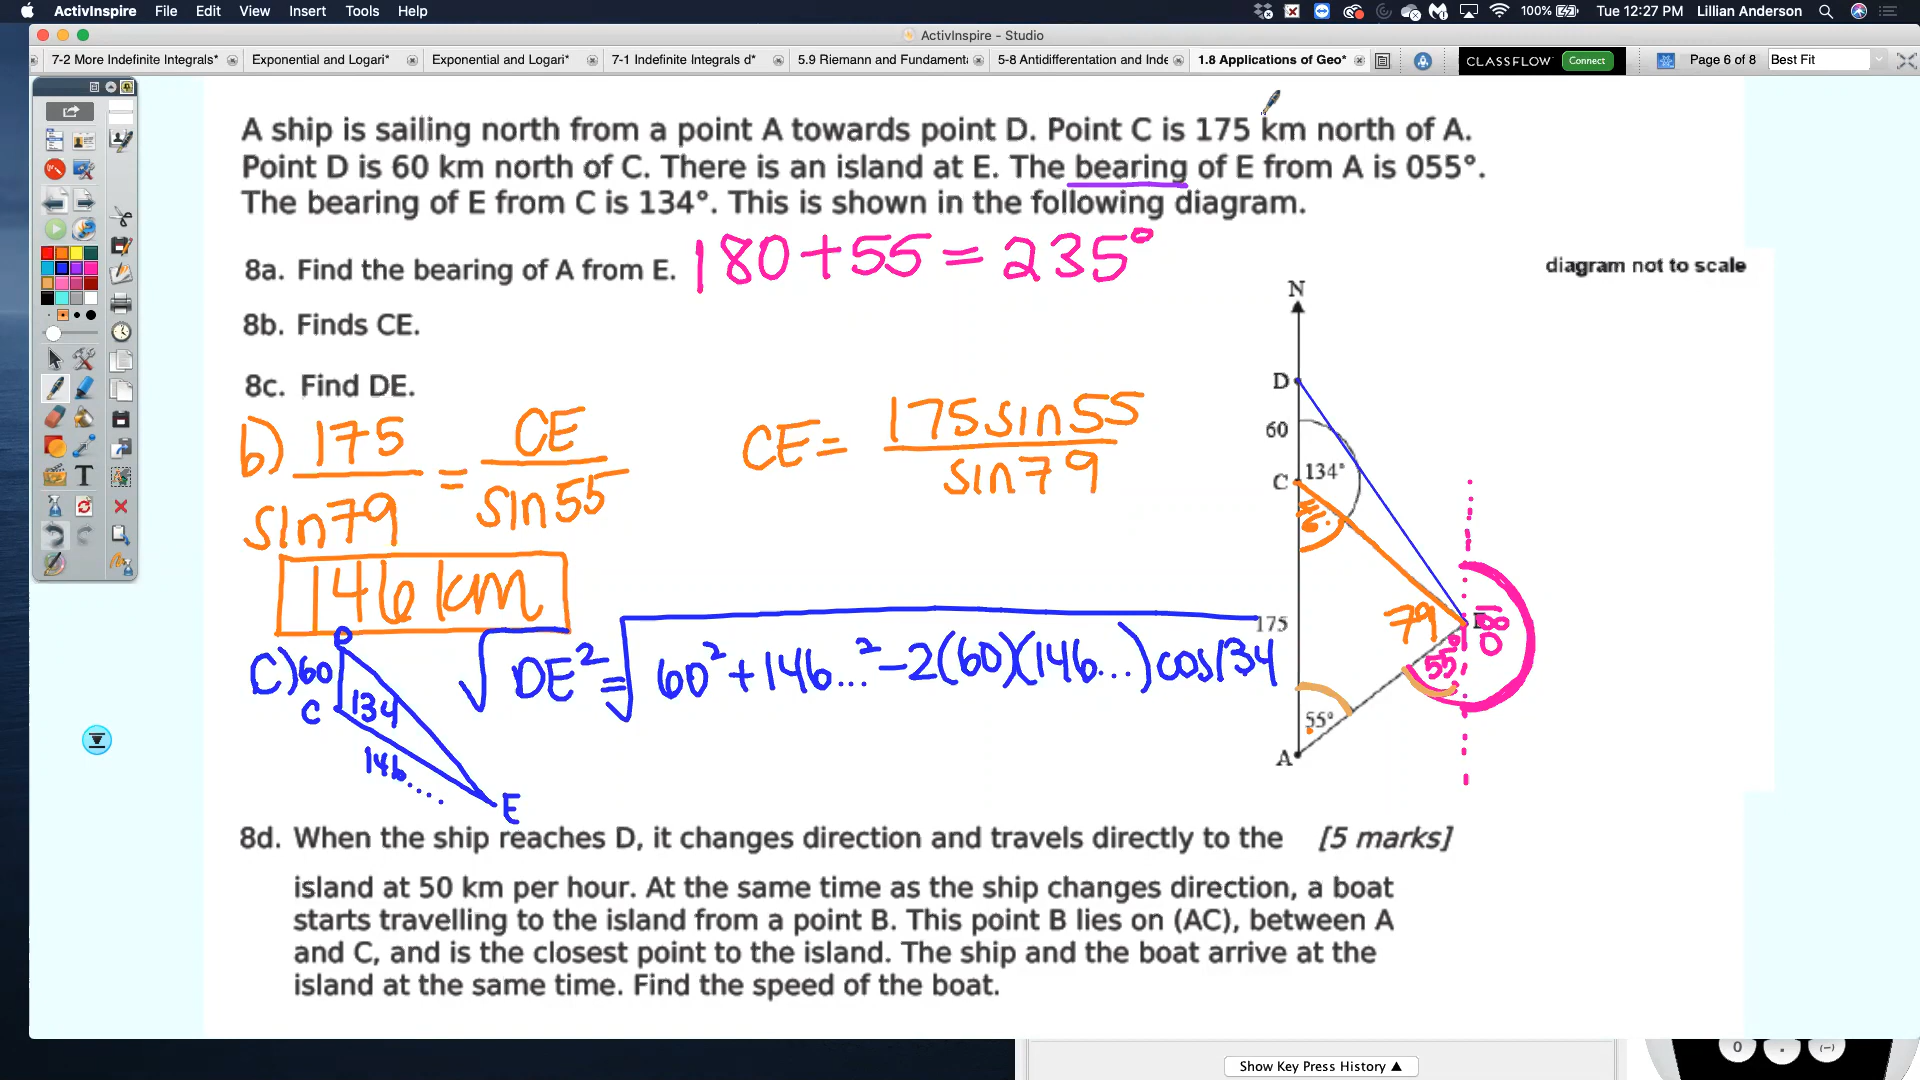 ActivInspire File Edit View Insert Tools Help 100% Tue 12:27 PM Lillian Anderson
ActivInspire - Studio
7-2 More Indefinite Integrals* Exponential and Logari* Exponential and Logari* 7-1 Indefinite Integrals d* 5.9 Riemann and Fundament 5-8 Antidifferentation and Inde 1.8 Applications of Geo* CLASSFLOW Connect Page 6 of 8 Best Fit
A ship is sailing north from a point A towards point D. Point C is 175 km north of A.
Point D is 60 km north of C. There is an island at E. The bearing of E from A is 055°.
The bearing of E from C is 134°. This is shown in the following diagram.
8a. Find the bearing of A from E. 180+55=235°
diagram not to scale
8b. Finds CE.
8c. Find DE.
b) 175/sin79 = CE/sin55
CE= 175sin55/sin79
146 km
C) 60
D
C
134
146.....
E
√DE²=√60²+146...²-2(60)(146...)cos134
N
D
60
134°
C
46°
79
180
175
55°
55°
A
8d. When the ship reaches D, it changes direction and travels directly to the [5 marks]
island at 50 km per hour. At the same time as the ship changes direction, a boat
starts travelling to the island from a point B. This point B lies on (AC), between A
and C, and is the closest point to the island. The ship and the boat arrive at the
island at the same time. Find the speed of the boat.
Show Key Press History ▲
0 . (–)